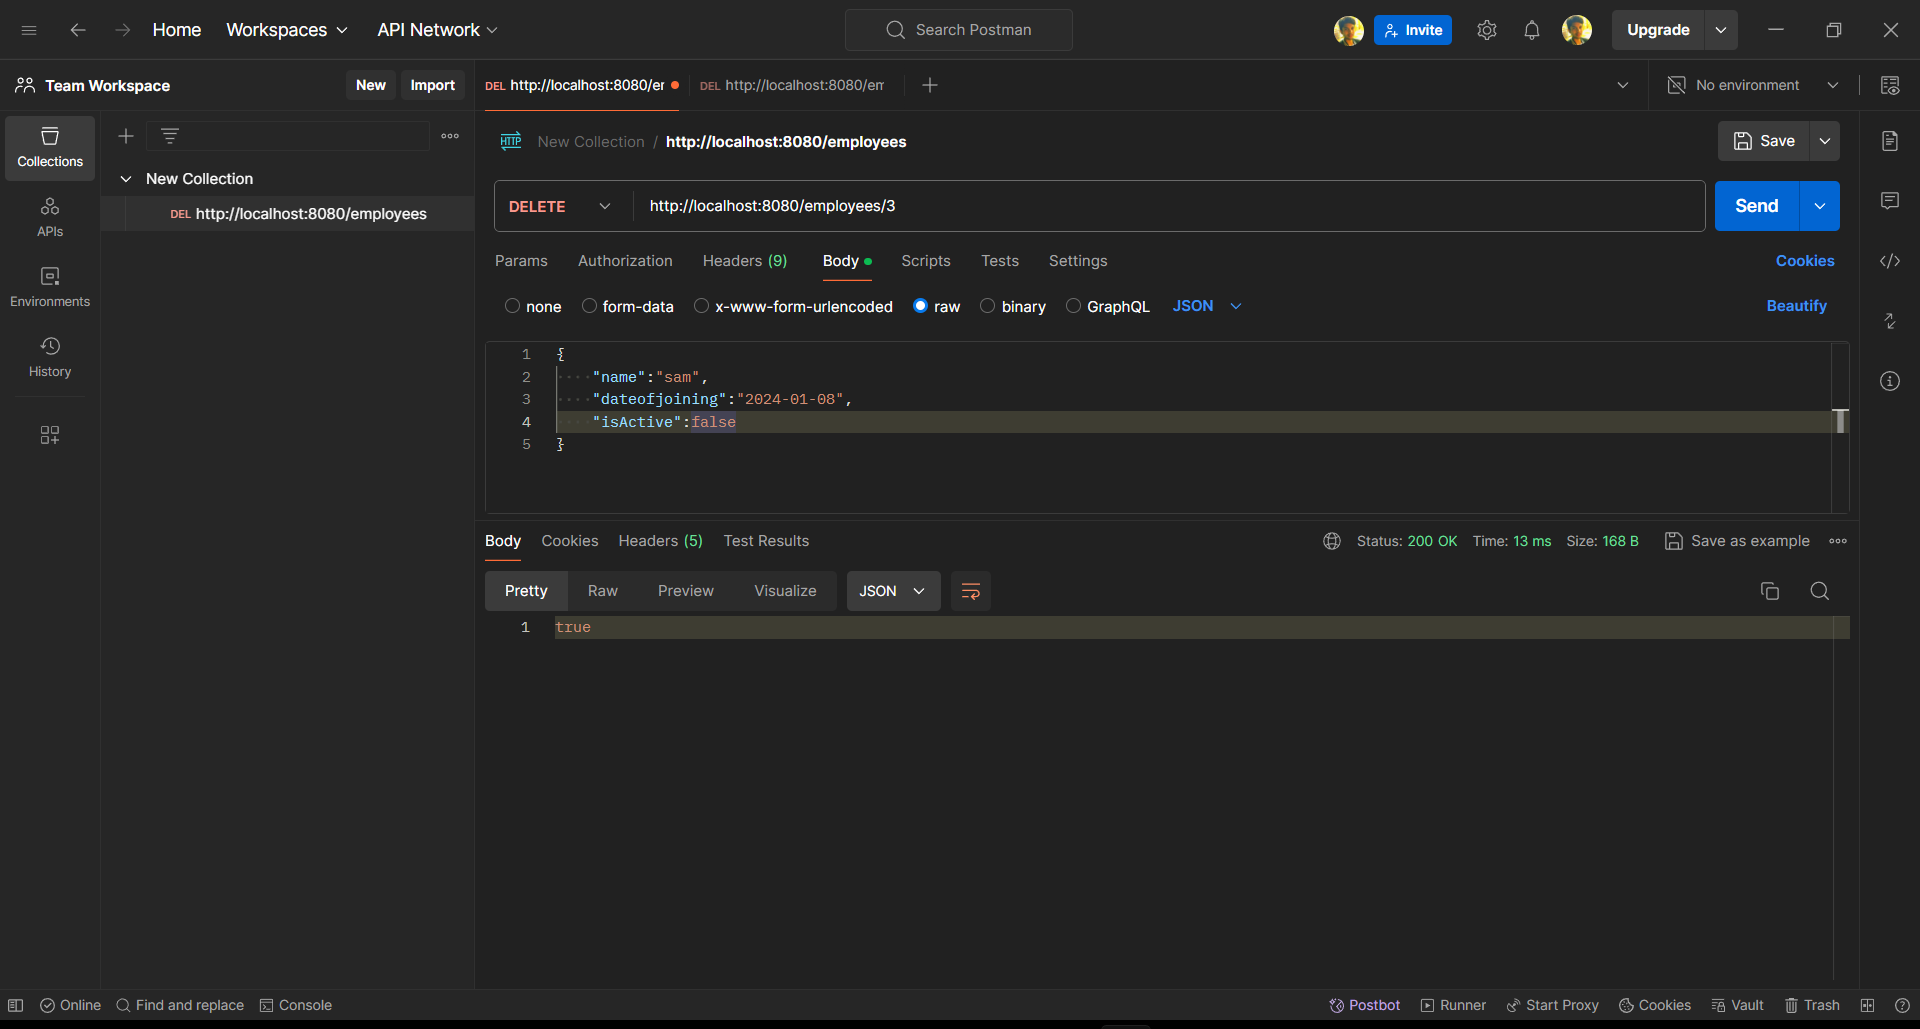 Home Workspaces API Network Search Postman Invite Upgrade
Team Workspace New Import DEL http://localhost:8080/er DEL http://localhost:8080/em No environment
HTTP New Collection / http://localhost:8080/employees Save
Collections
New Collection
DEL http://localhost:8080/employees
DELETE http://localhost:8080/employees/3 Send
APIs
Params Authorization Headers (9) Body Scripts Tests Settings Cookies
Environments
none form-data x-www-form-urlencoded raw binary GraphQL JSON Beautify
History
1 {
2 "name":"sam",
3 "dateofjoining":"2024-01-08",
4 "isActive":false
5 }
Body Cookies Headers (5) Test Results Status: 200 OK Time: 13 ms Size: 168 B Save as example
Pretty Raw Preview Visualize JSON
1 true
Online Find and replace Console Postbot Runner Start Proxy Cookies Vault Trash